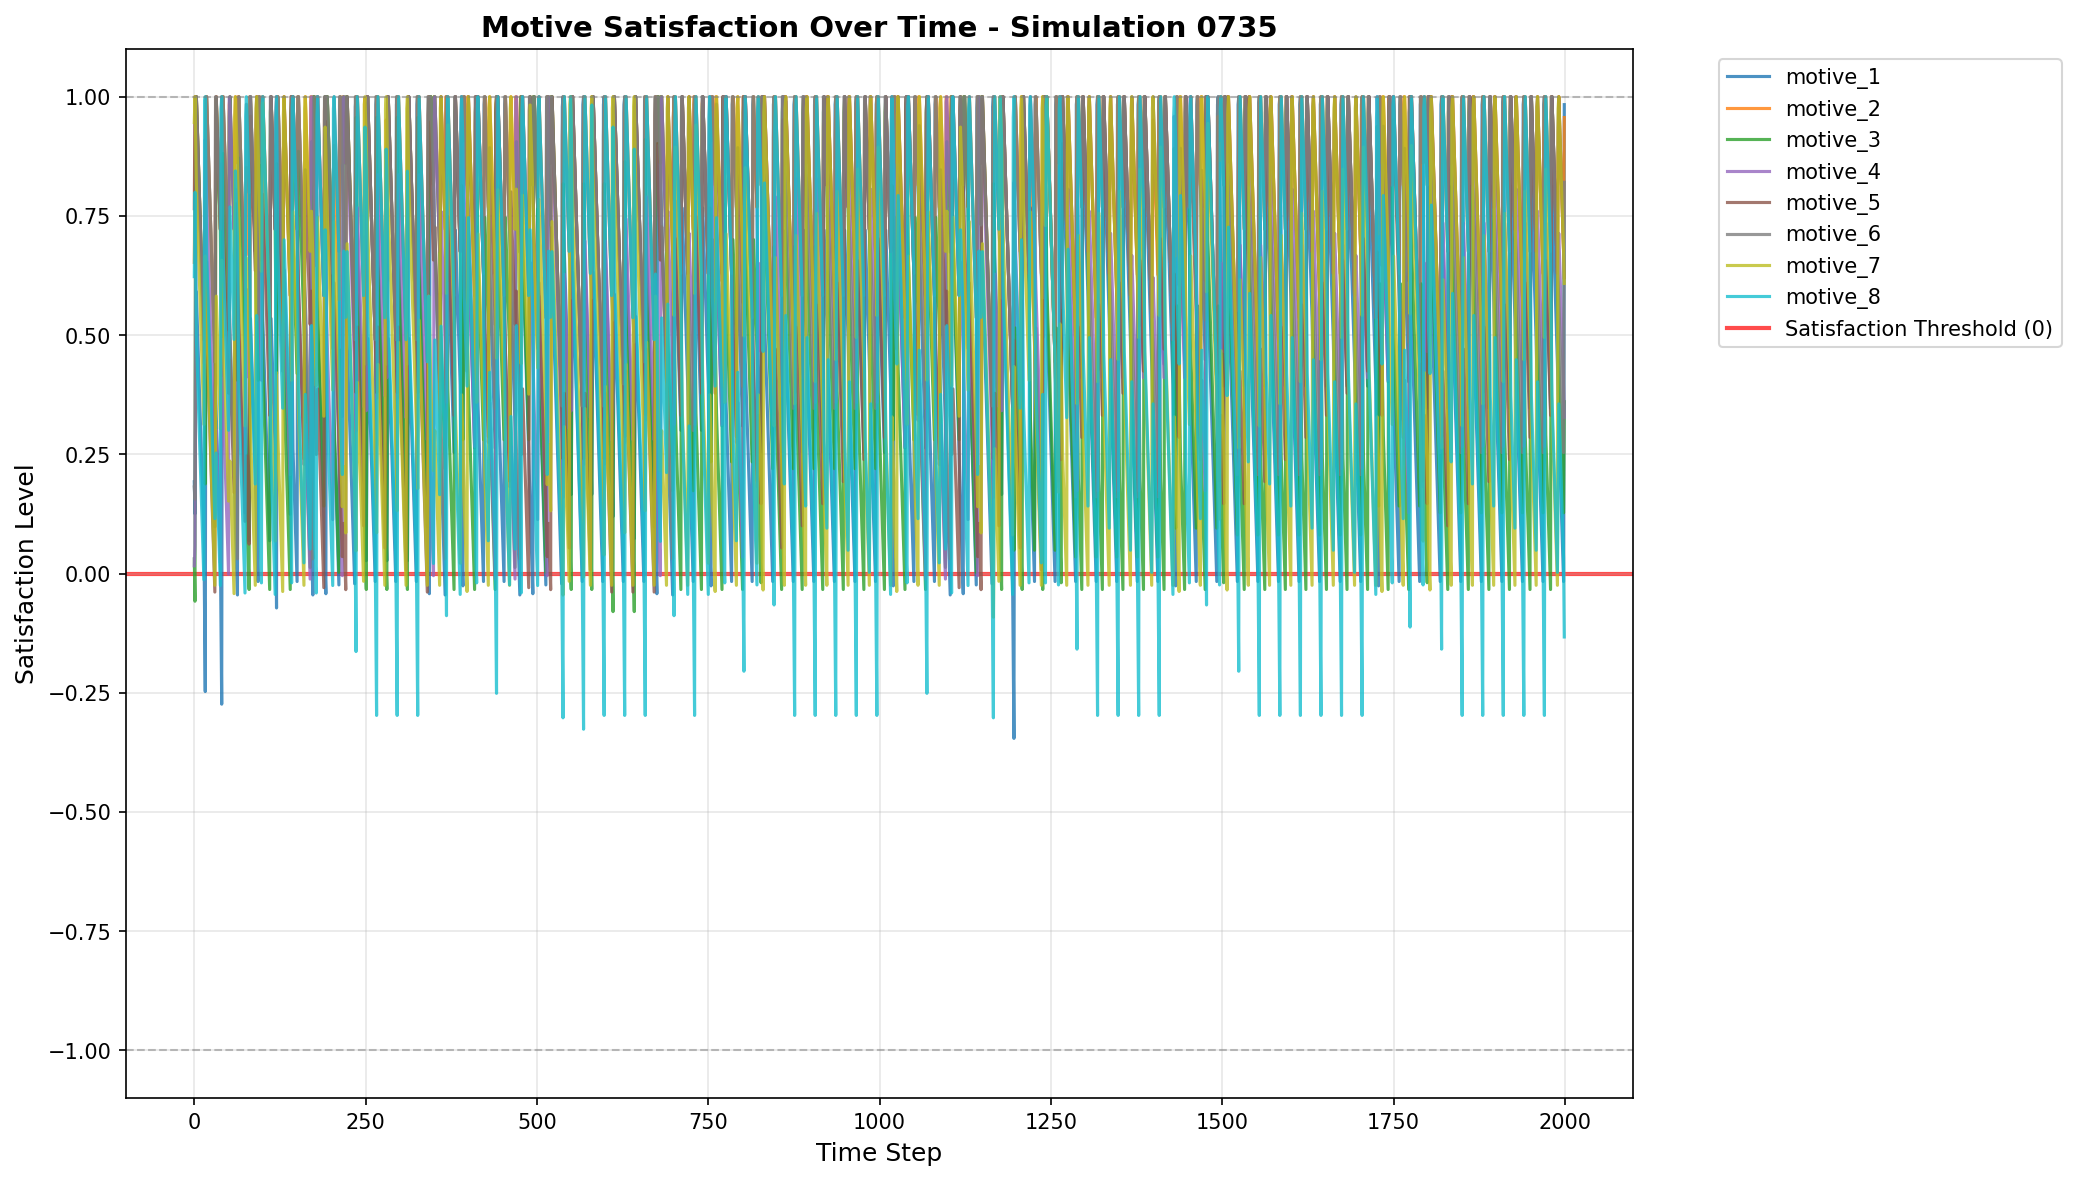 Motive Satisfaction Over Time - Simulation 0735
Satisfaction Level
1.00
0.75
0.50
0.25
0.00
−0.25
−0.50
−0.75
−1.00
0
250
500
750
1000
1250
1500
1750
2000
Time Step
motive_1
motive_2
motive_3
motive_4
motive_5
motive_6
motive_7
motive_8
Satisfaction Threshold (0)